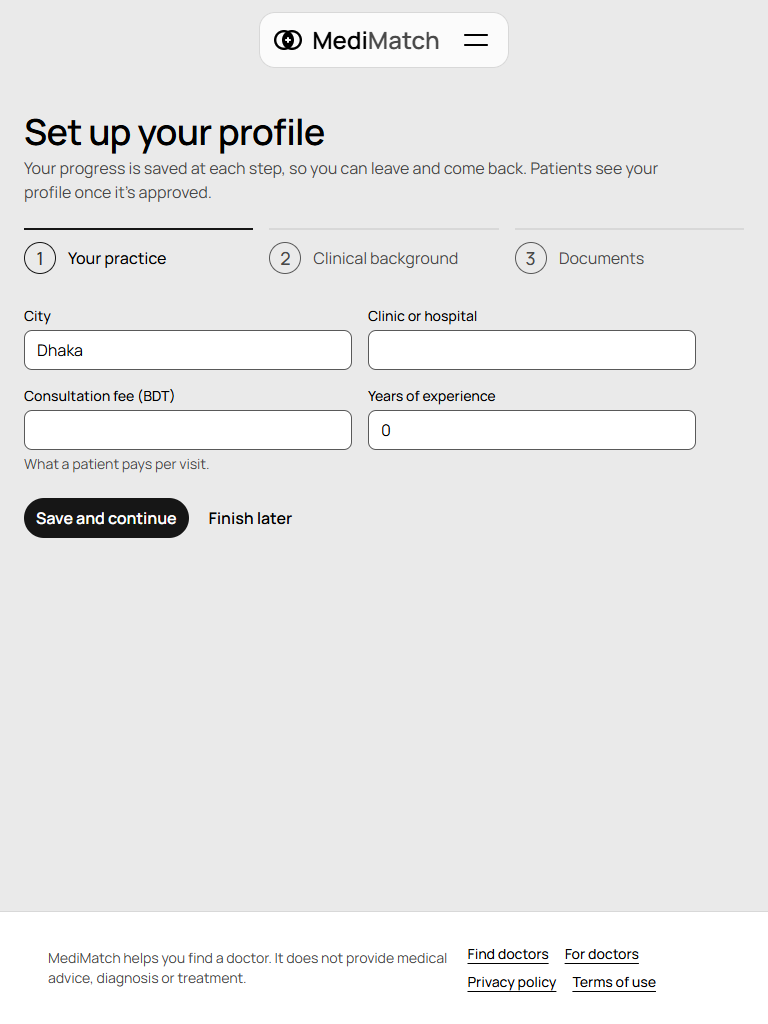 MediMatch
Set up your profile
Your progress is saved at each step, so you can leave and come back. Patients see your
profile once it's approved.
1 Your practice 2 Clinical background 3 Documents
City Clinic or hospital
Dhaka
Consultation fee (BDT) Years of experience
0
What a patient pays per visit.
Save and continue Finish later
MediMatch helps you find a doctor. It does not provide medical
advice, diagnosis or treatment.
Find doctors For doctors
Privacy policy Terms of use